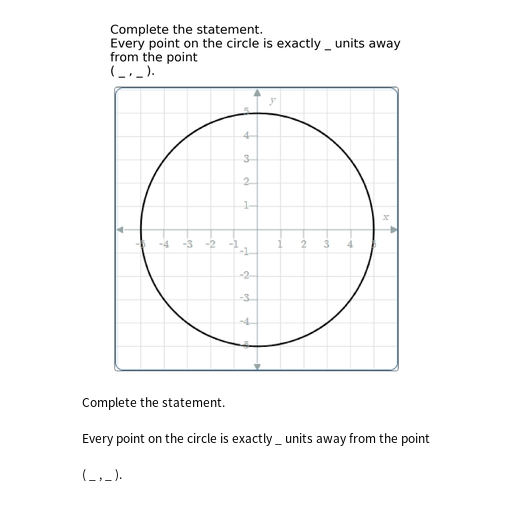 Complete the statement.
Every point on the circle is exactly _ units away
from the point
( _ , _ ).
y
5
4
3
2
1
x
-5 -4 -3 -2 -1 1 2 3 4 5
-1
-2
-3
-4
-5
Complete the statement.
Every point on the circle is exactly _ units away from the point
( _ , _ ).